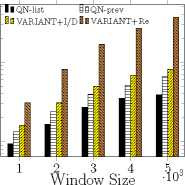 QN-list QN-prev
VARIANT+I/D VARIANT+Re
1 2 3 4 5
·10³
Window Size